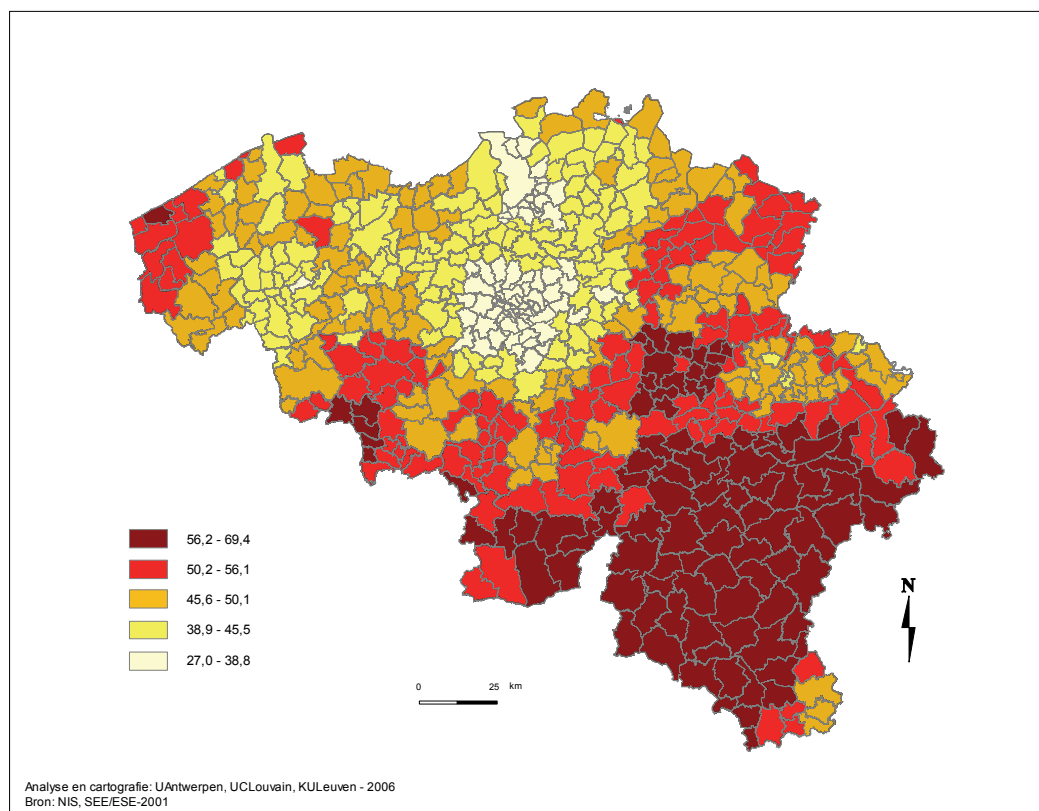 56,2 - 69,4
50,2 - 56,1
45,6 - 50,1
38,9 - 45,5
27,0 - 38,8
N
0 25 km
Analyse en cartografie: UAntwerpen, UCLouvain, KULeuven - 2006
Bron: NIS, SEE/ESE-2001